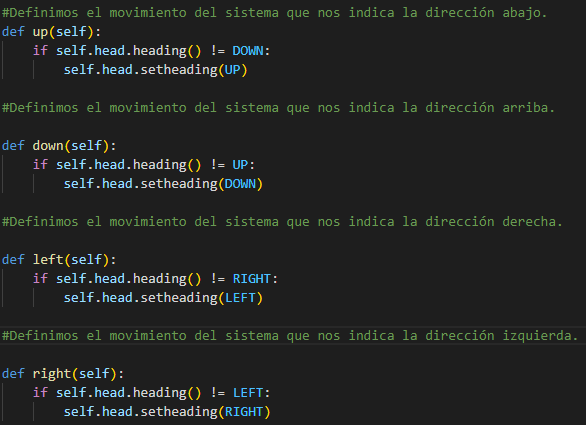 #Definimos el movimiento del sistema que nos indica la dirección abajo.
def up(self):
    if self.head.heading() != DOWN:
        self.head.setheading(UP)
#Definimos el movimiento del sistema que nos indica la dirección arriba.
def down(self):
    if self.head.heading() != UP:
        self.head.setheading(DOWN)
#Definimos el movimiento del sistema que nos indica la dirección derecha.
def left(self):
    if self.head.heading() != RIGHT:
        self.head.setheading(LEFT)
#Definimos el movimiento del sistema que nos indica la dirección izquierda.
def right(self):
    if self.head.heading() != LEFT:
        self.head.setheading(RIGHT)